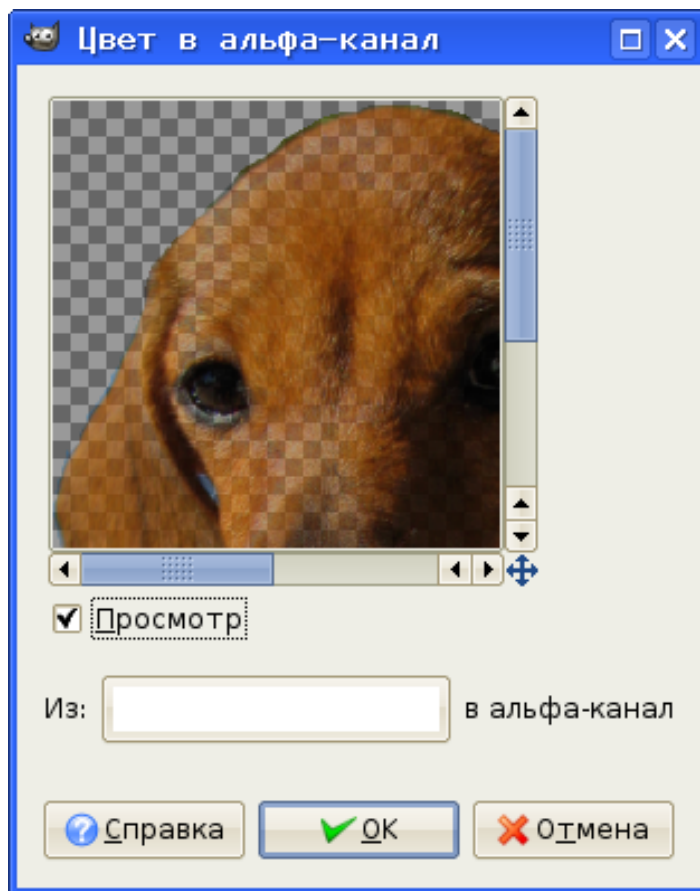 Цвет в альфа-канал
Просмотр
Из: в альфа-канал
Справка OK Отмена